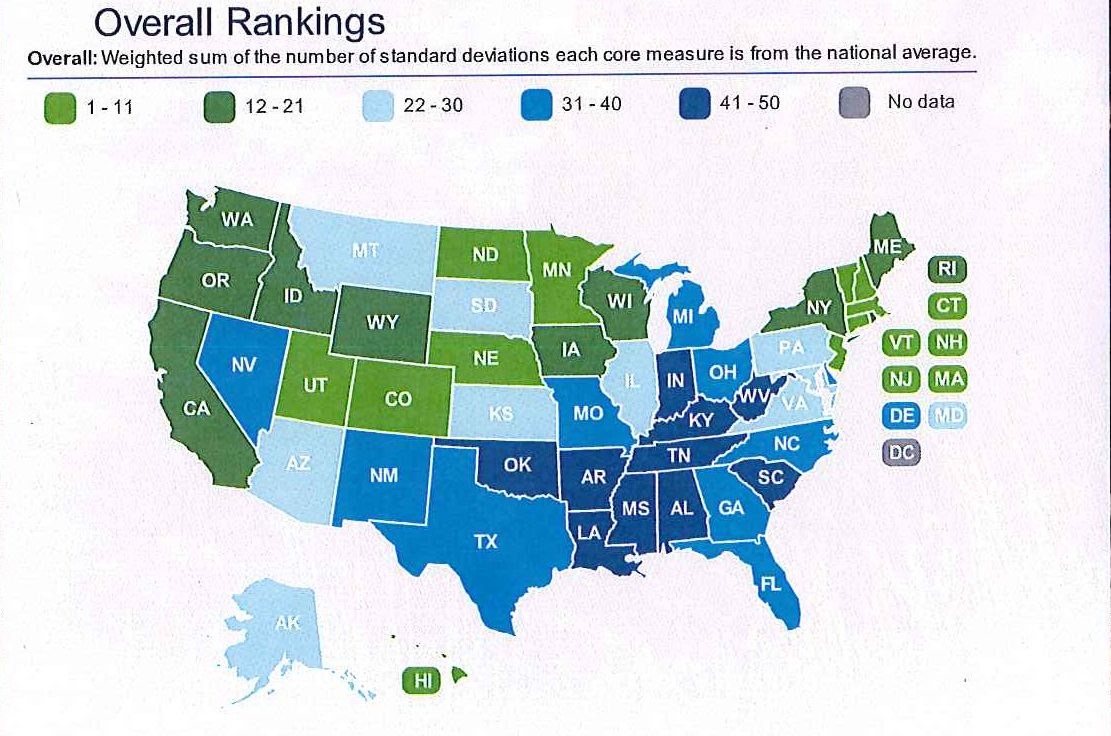 Overall Rankings
Overall: Weighted sum of the number of standard deviations each core measure is from the national average.
1 - 11 12 - 21 22 - 30 31 - 40 41 - 50 No data
WA MT ND MN ME
OR ID SD WI NY RI
WY MI CT
NV NE IA PA VT NH
UT CO IL IN OH NJ MA
CA KS MO WV VA DE MD
KY
AZ NM OK TN NC DC
AR SC
MS AL GA
TX LA
FL
AK
HI